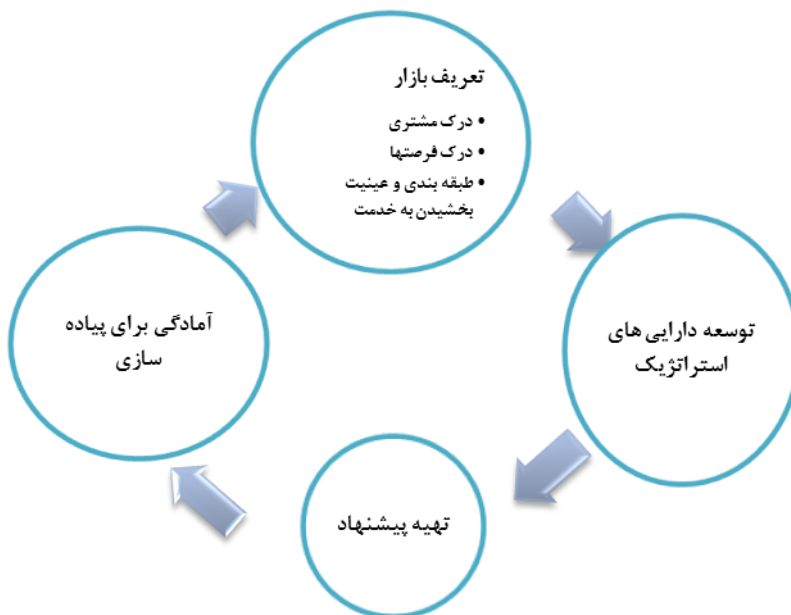 تعریف بازار
• درک مشتری
• درک فرصتها
• طبقه بندی و عینیت
بخشیدن به خدمت
توسعه دارایی های
استراتژیک
تهیه پیشنهاد
آمادگی برای پیاده
سازی